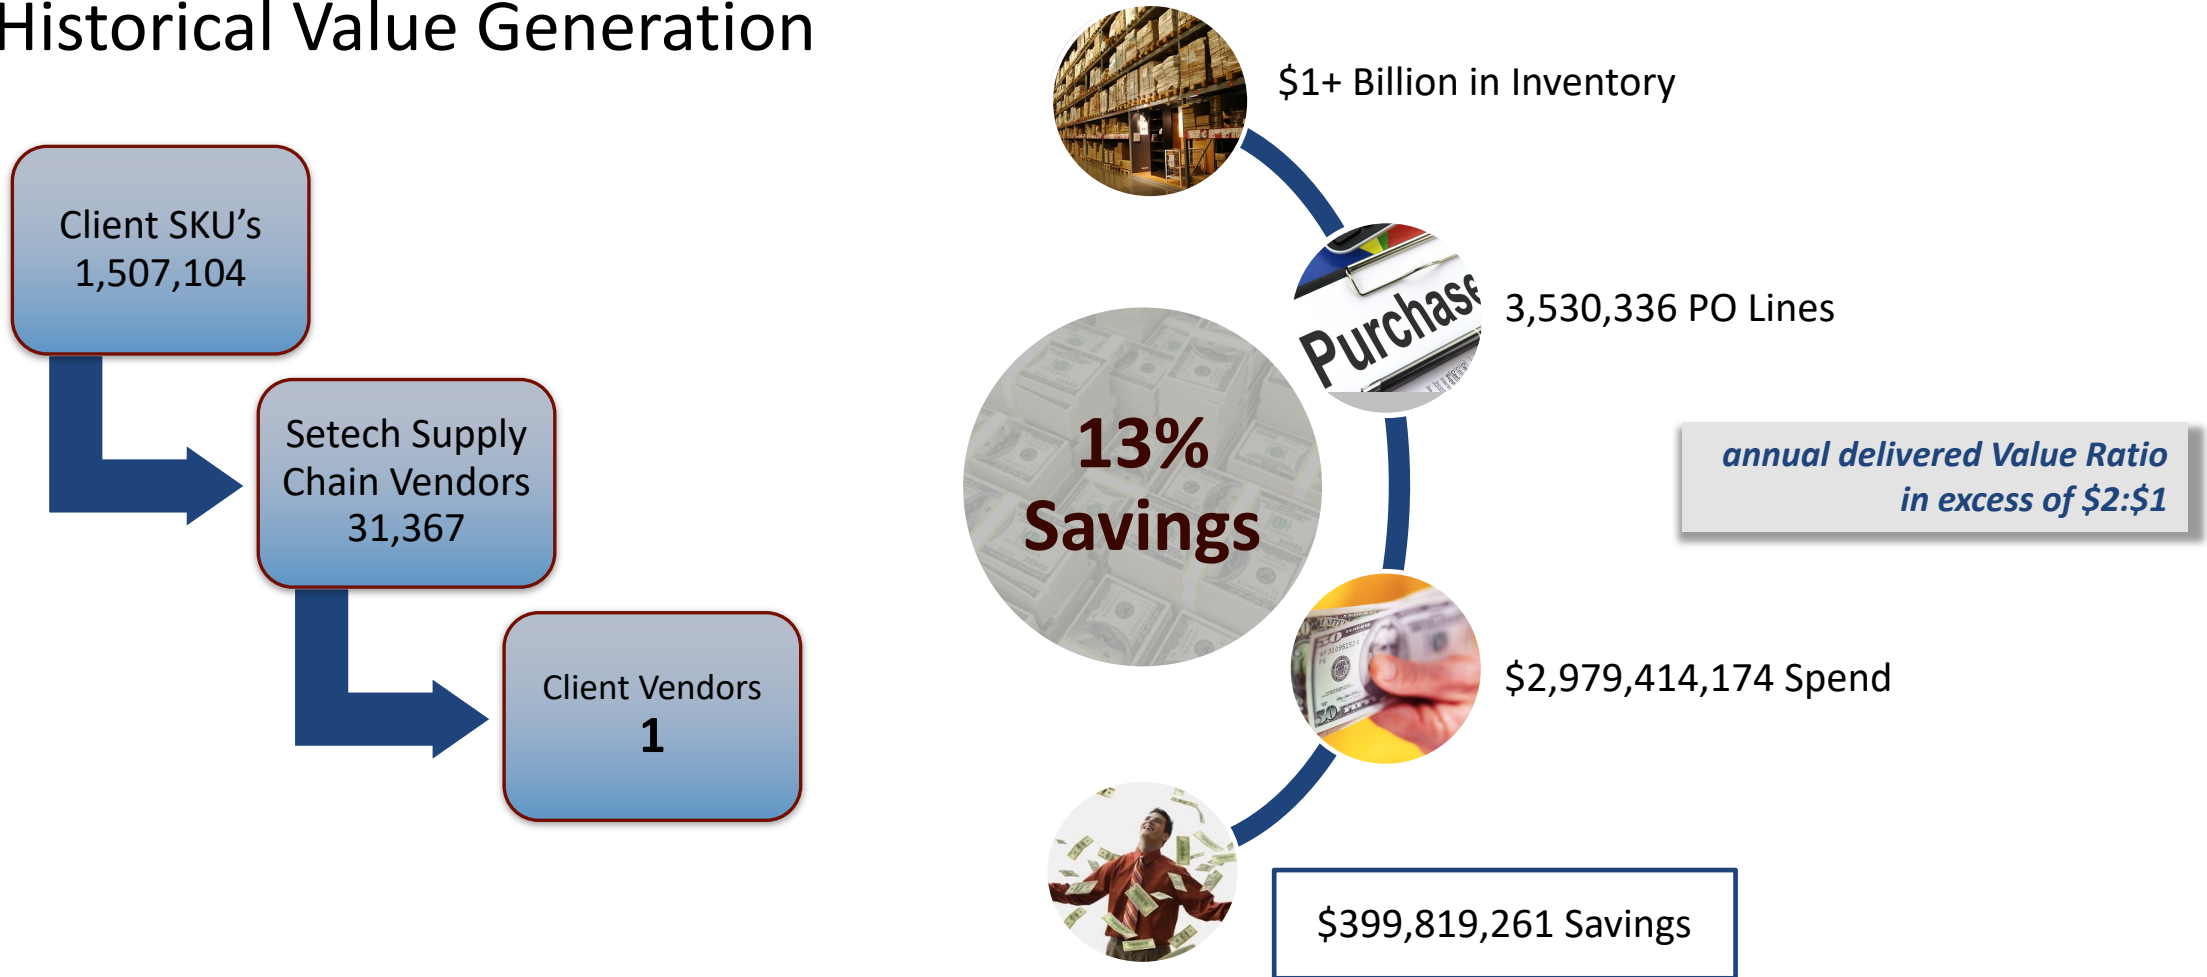 Historical Value Generation
Client SKU’s
1,507,104
Setech Supply
Chain Vendors
31,367
Client Vendors
1
$1+ Billion in Inventory
Purchase
3,530,336 PO Lines
13%
Savings
annual delivered Value Ratio
in excess of $2:$1
$2,979,414,174 Spend
$399,819,261 Savings